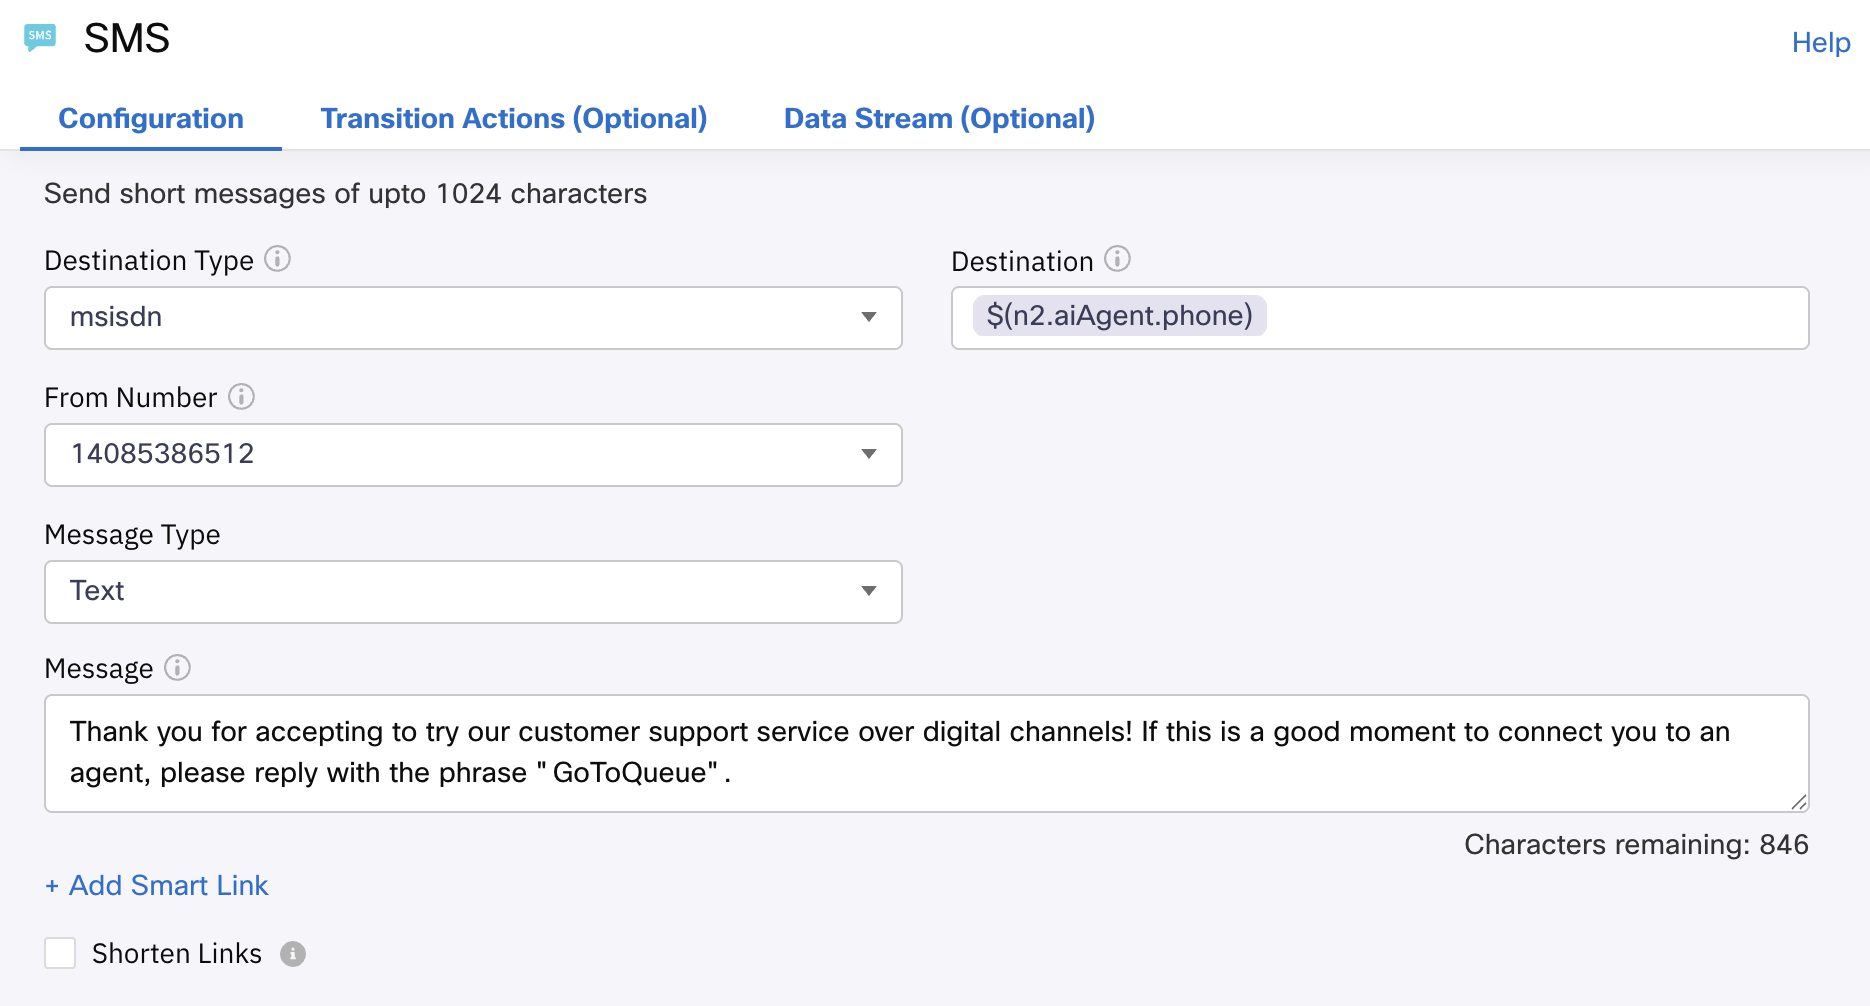 SMS
SMS
Help
Configuration
Transition Actions (Optional)
Data Stream (Optional)
Send short messages of upto 1024 characters
Destination Type
Destination
msisdn
$(n2.aiAgent.phone)
From Number
14085386512
Message Type
Text
Message
Thank you for accepting to try our customer support service over digital channels! If this is a good moment to connect you to an
agent, please reply with the phrase "GoToQueue".
Characters remaining: 846
+ Add Smart Link
Shorten Links